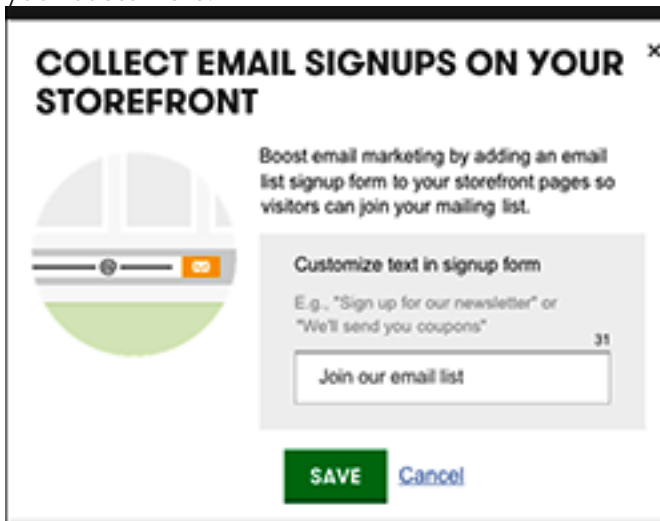 COLLECT EMAIL SIGNUPS ON YOUR
STOREFRONT
Boost email marketing by adding an email
list signup form to your storefront pages so
visitors can join your mailing list.
Customize text in signup form
E.g., "Sign up for our newsletter" or
"We'll send you coupons"
31
Join our email list
SAVE Cancel